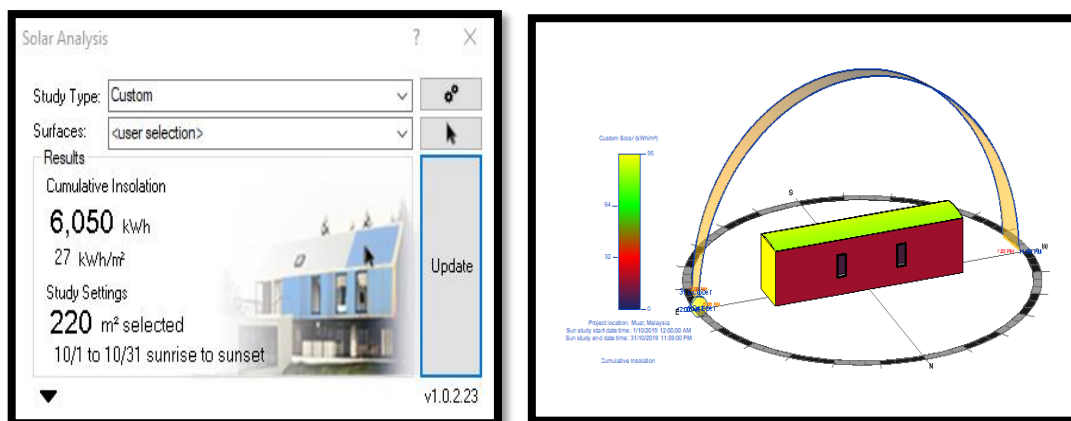 Solar Analysis
?
Study Type: Custom
Surfaces: <user selection>
Results
Cumulative Insolation
6,050 kWh
27 kWh/m²
Update
Study Settings
220 m² selected
10/1 to 10/31 sunrise to sunset
v1.0.2.23
Custom Solar (kWh/m²)
95
64
32
0
S
W
E
N
Project location: Muar, Malaysia
Sun study start date time: 1/10/2019 12:00:00 AM
Sun study end date time: 31/10/2019 11:59:00 PM
Cumulative Insolation